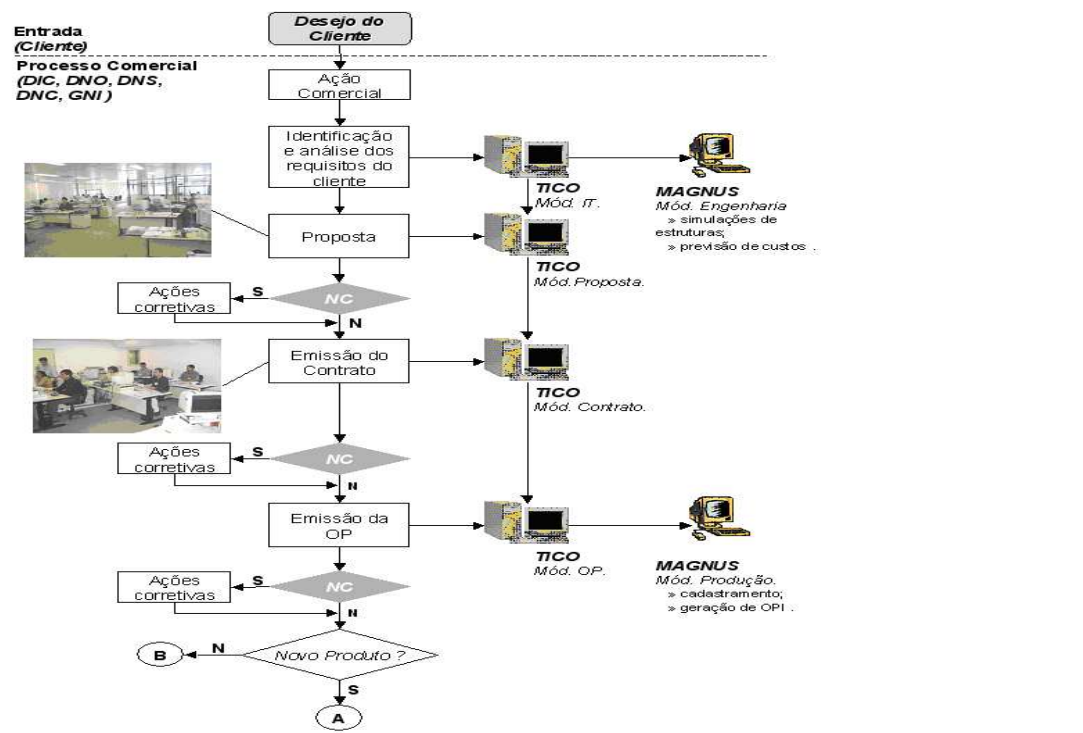 Desejo do
Cliente
Entrada
(Cliente)
Processo Comercial
(DIC, DNO, DNS,
DNC, GNI )
Ação
Comercial
Identificação
e análise dos
requisitos do
cliente
TICO
Mód. IT.
MAGNUS
Mód. Engenharia
» simulações de
estruturas;
» previsão de custos .
Proposta
TICO
Mód.Proposta.
Ações
corretivas
S
NC
N
Emissão do
Contrato
TICO
Mód. Contrato.
Ações
corretivas
S
NC
N
Emissão da
OP
TICO
Mód. OP.
MAGNUS
Mód. Produção.
» cadastramento;
» geração de OPI .
Ações
corretivas
S
NC
N
B
N
Novo Produto ?
S
A